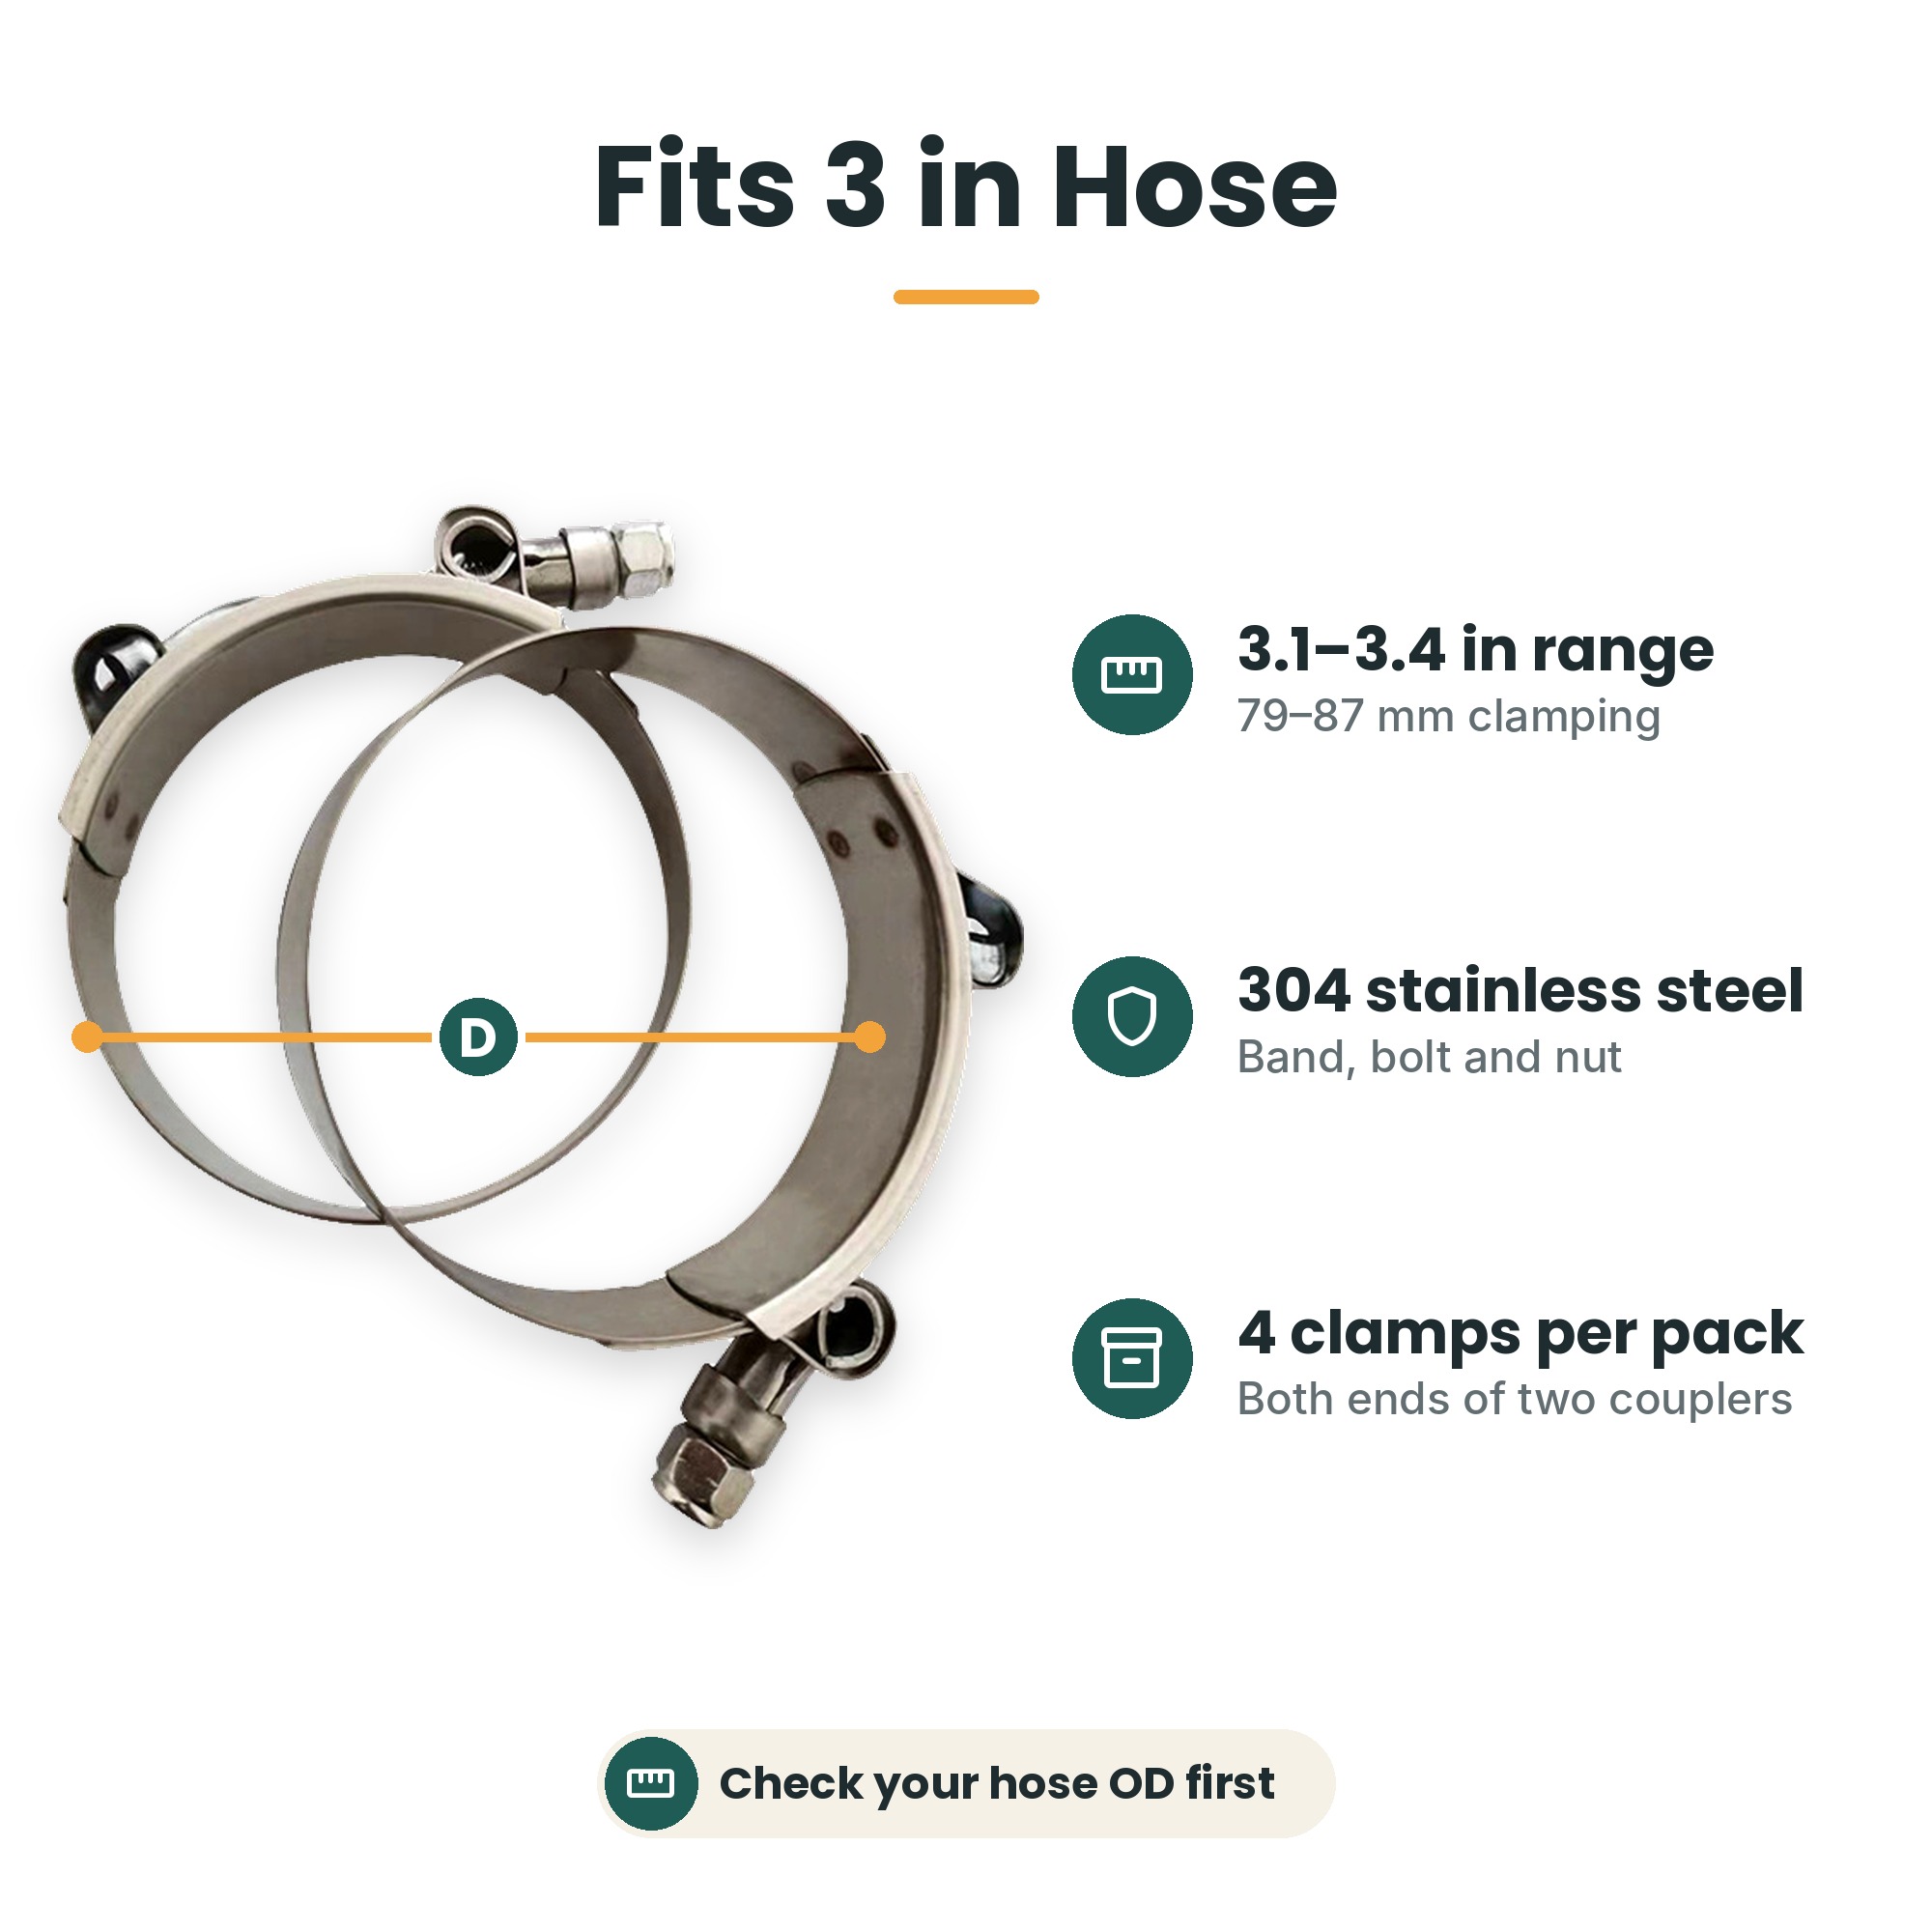 Fits 3 in Hose
3.1–3.4 in range
79–87 mm clamping
304 stainless steel
Band, bolt and nut
D
4 clamps per pack
Both ends of two couplers
Check your hose OD first